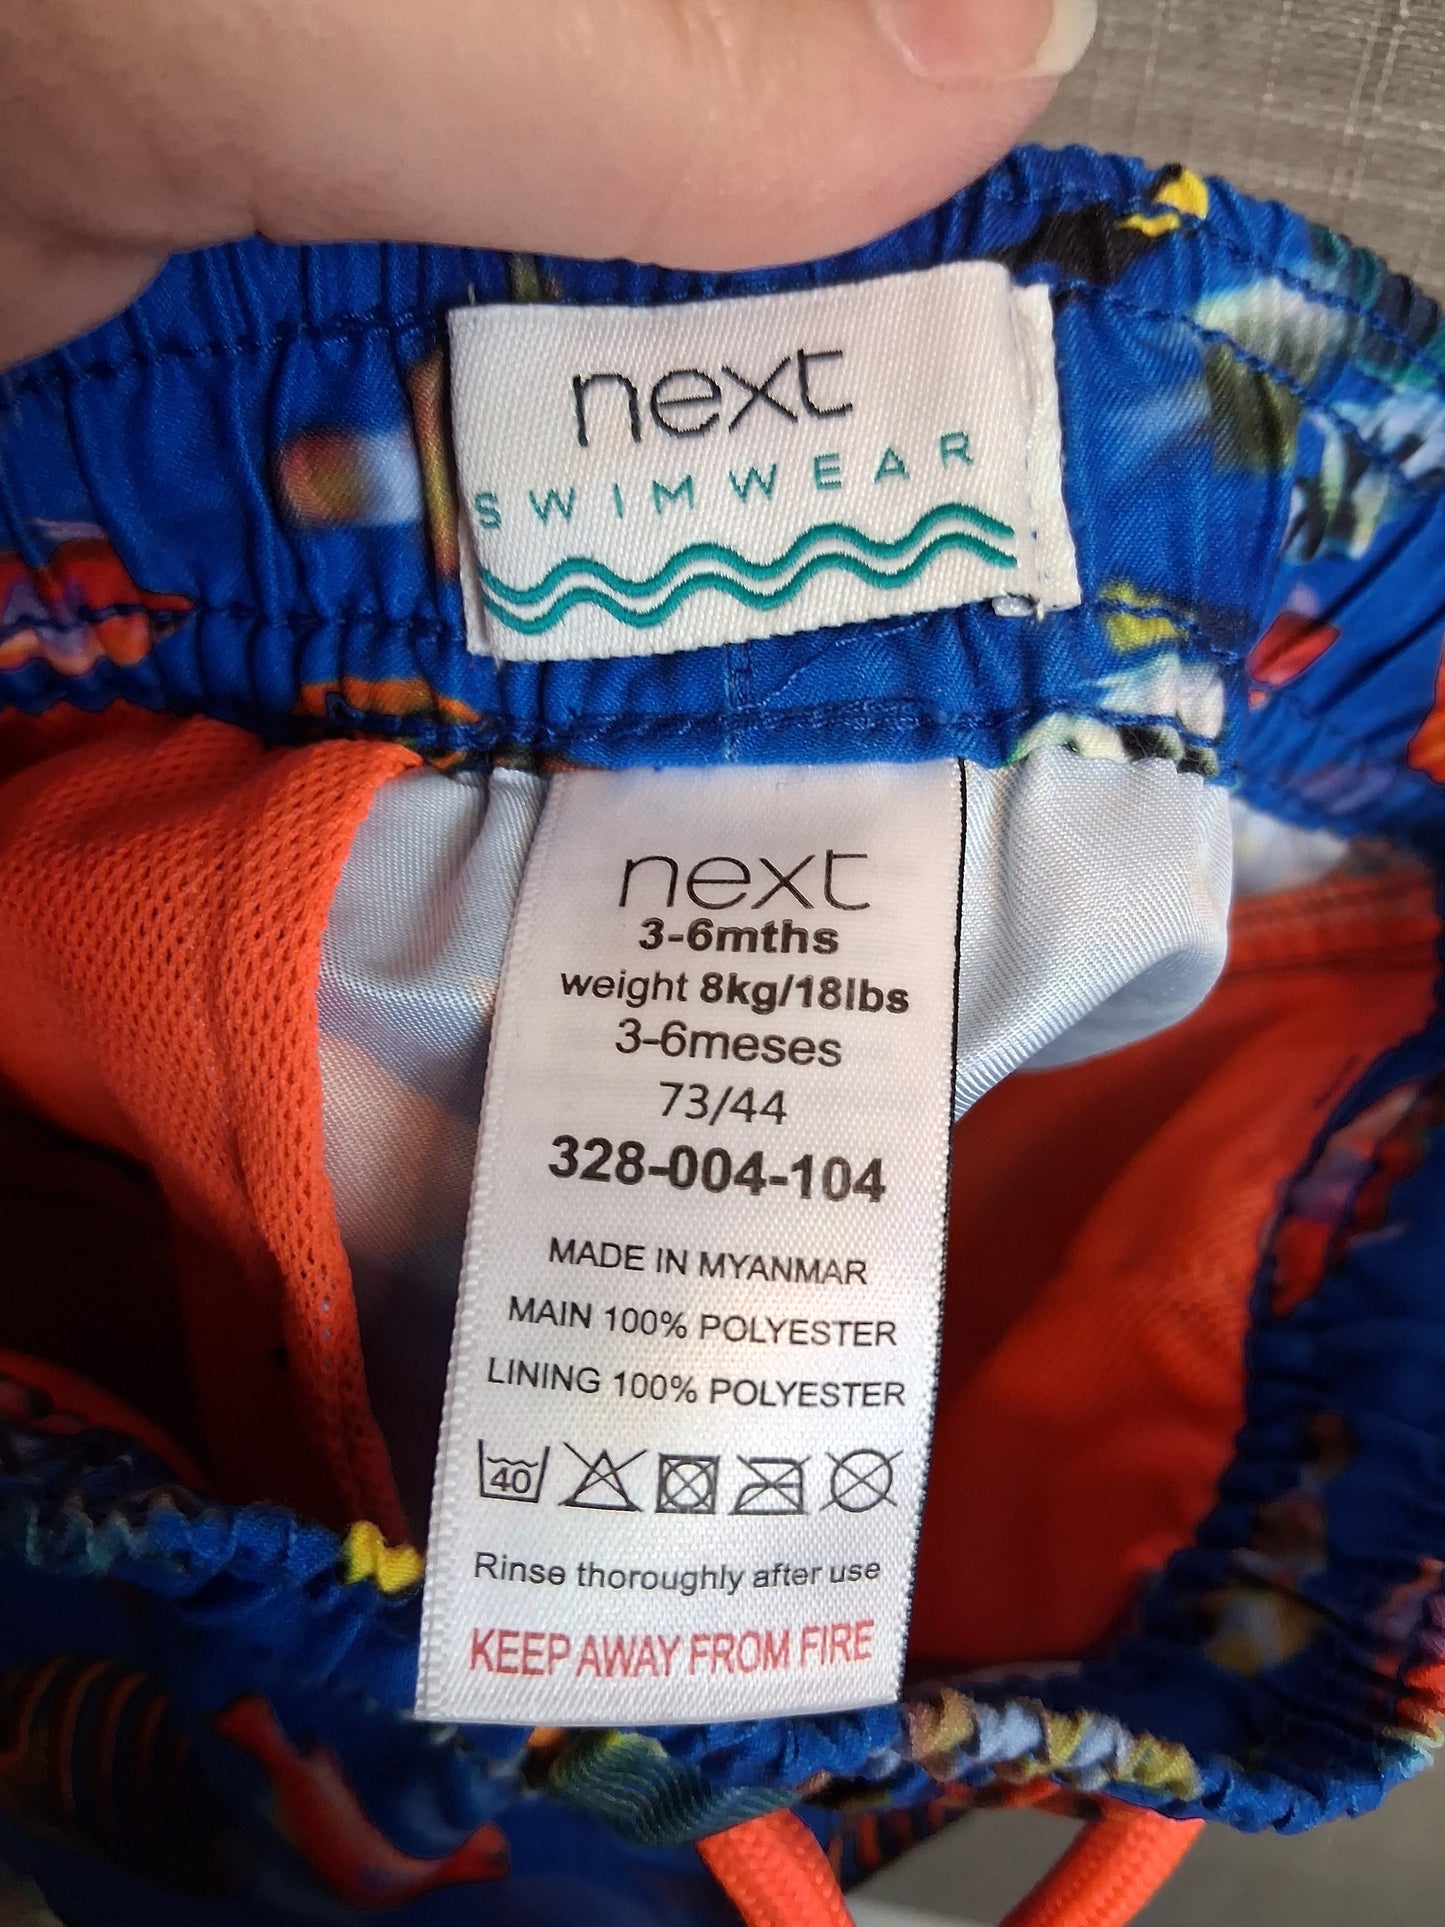 next
SWIMWEAR
next
3-6mths
weight 8kg/18lbs
3-6meses
73/44
328-004-104
MADE IN MYANMAR
MAIN 100% POLYESTER
LINING 100% POLYESTER
40
Rinse thoroughly after use
KEEP AWAY FROM FIRE